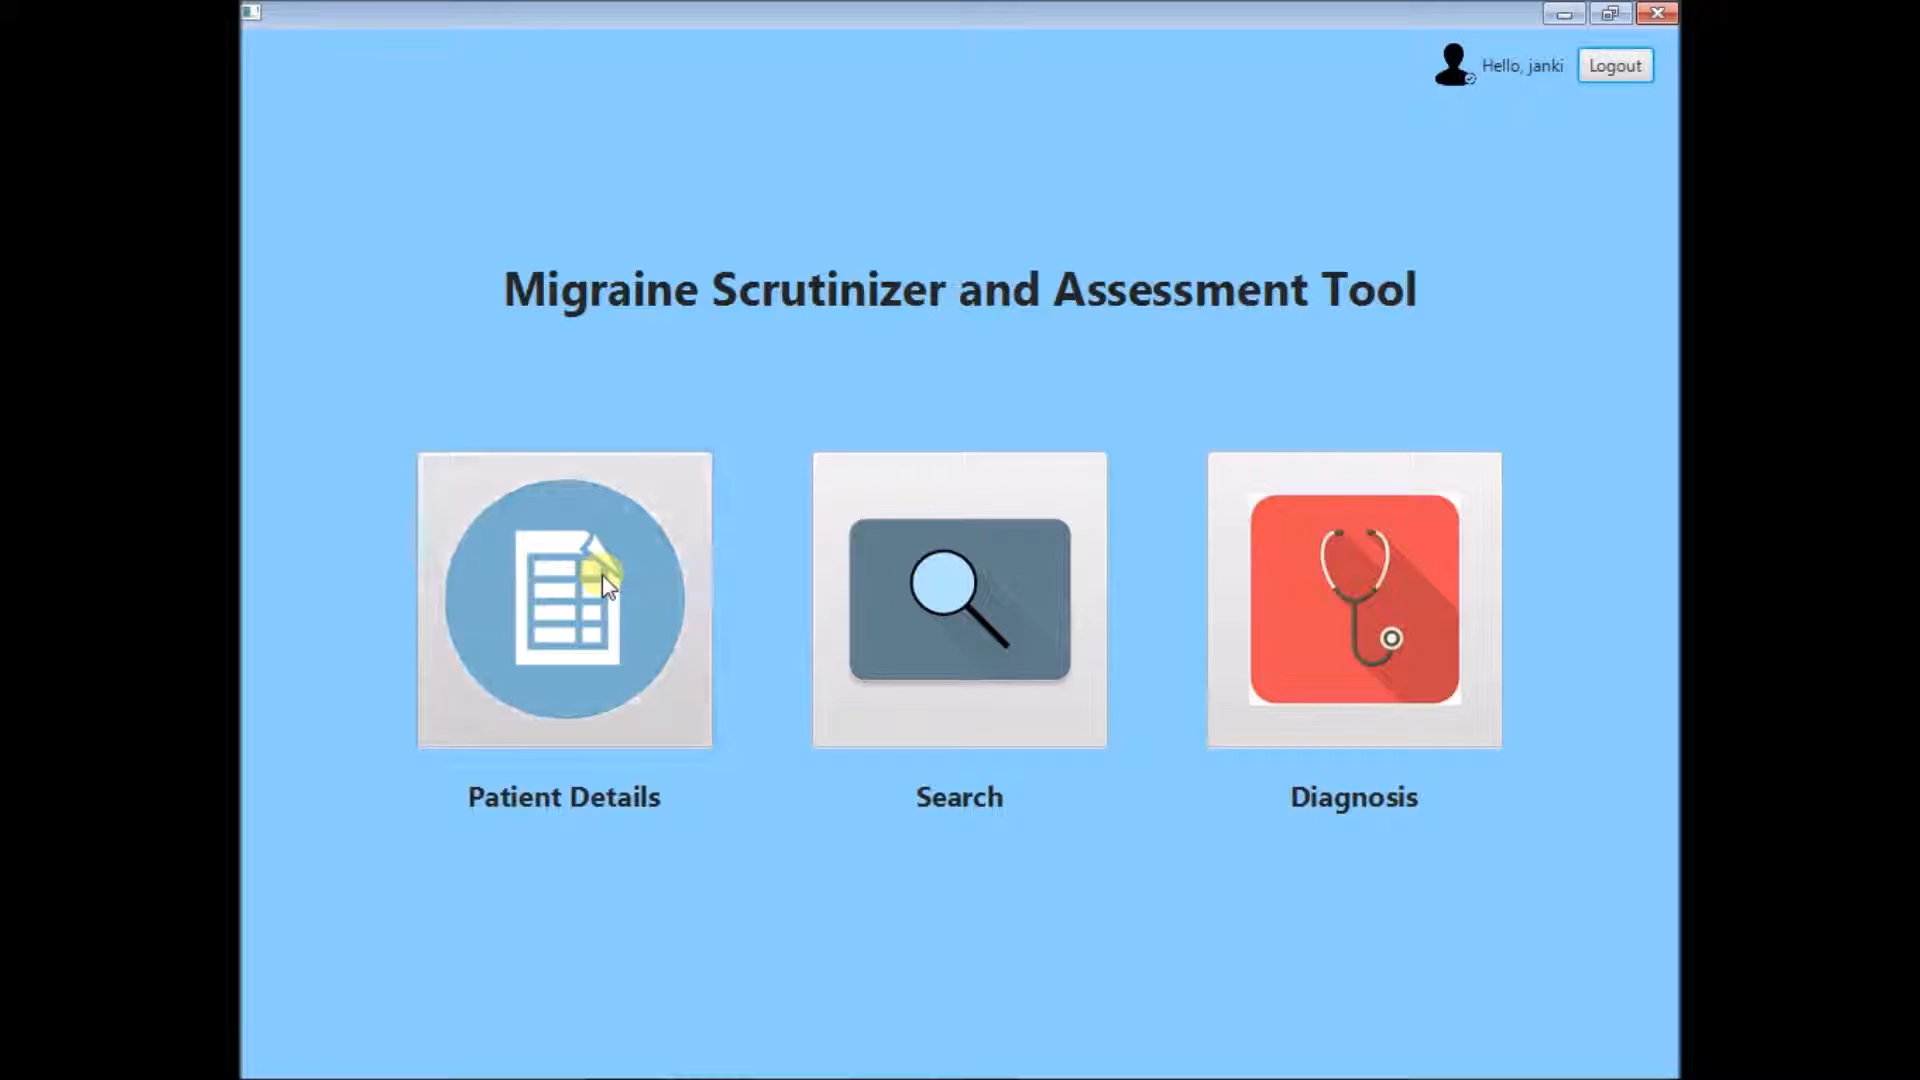 Hello, janki
Logout
Migraine Scrutinizer and Assessment Tool
Patient Details
Search
Diagnosis